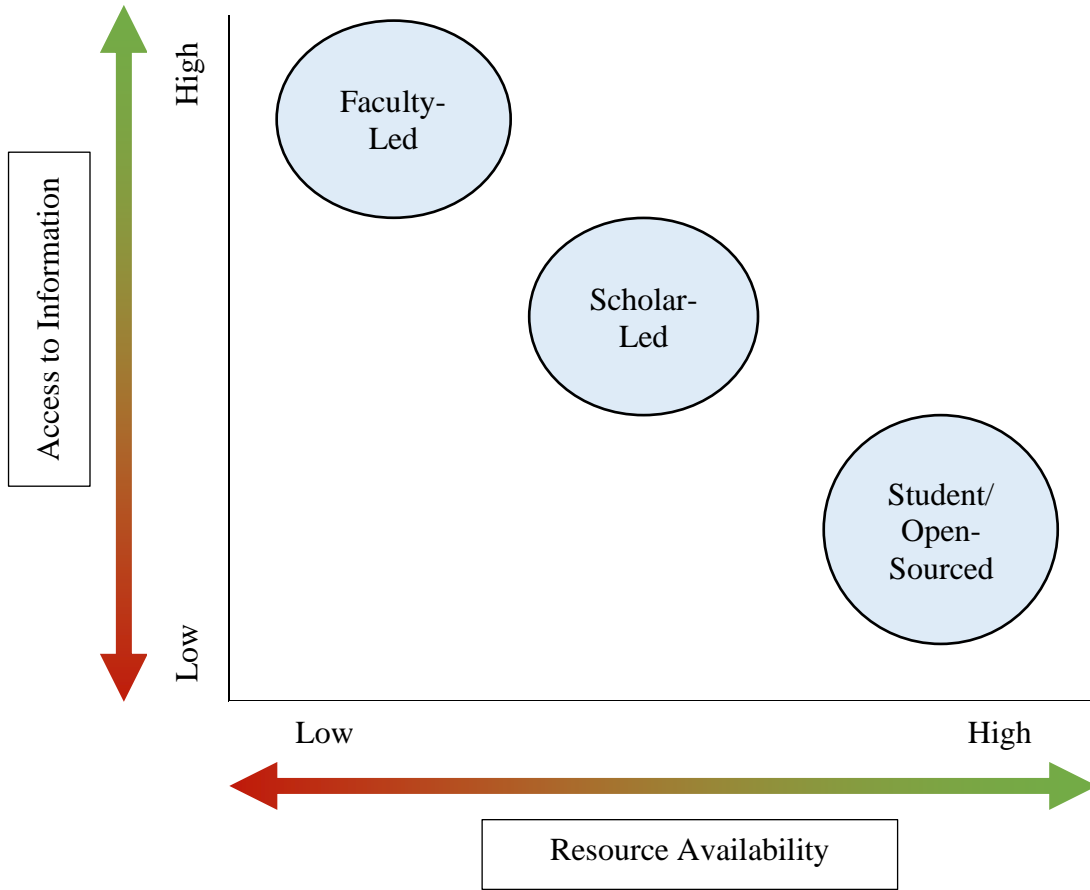 High
Faculty-
Led
Access to Information
Scholar-
Led
Student/
Open-
Sourced
Low
Low
High
Resource Availability